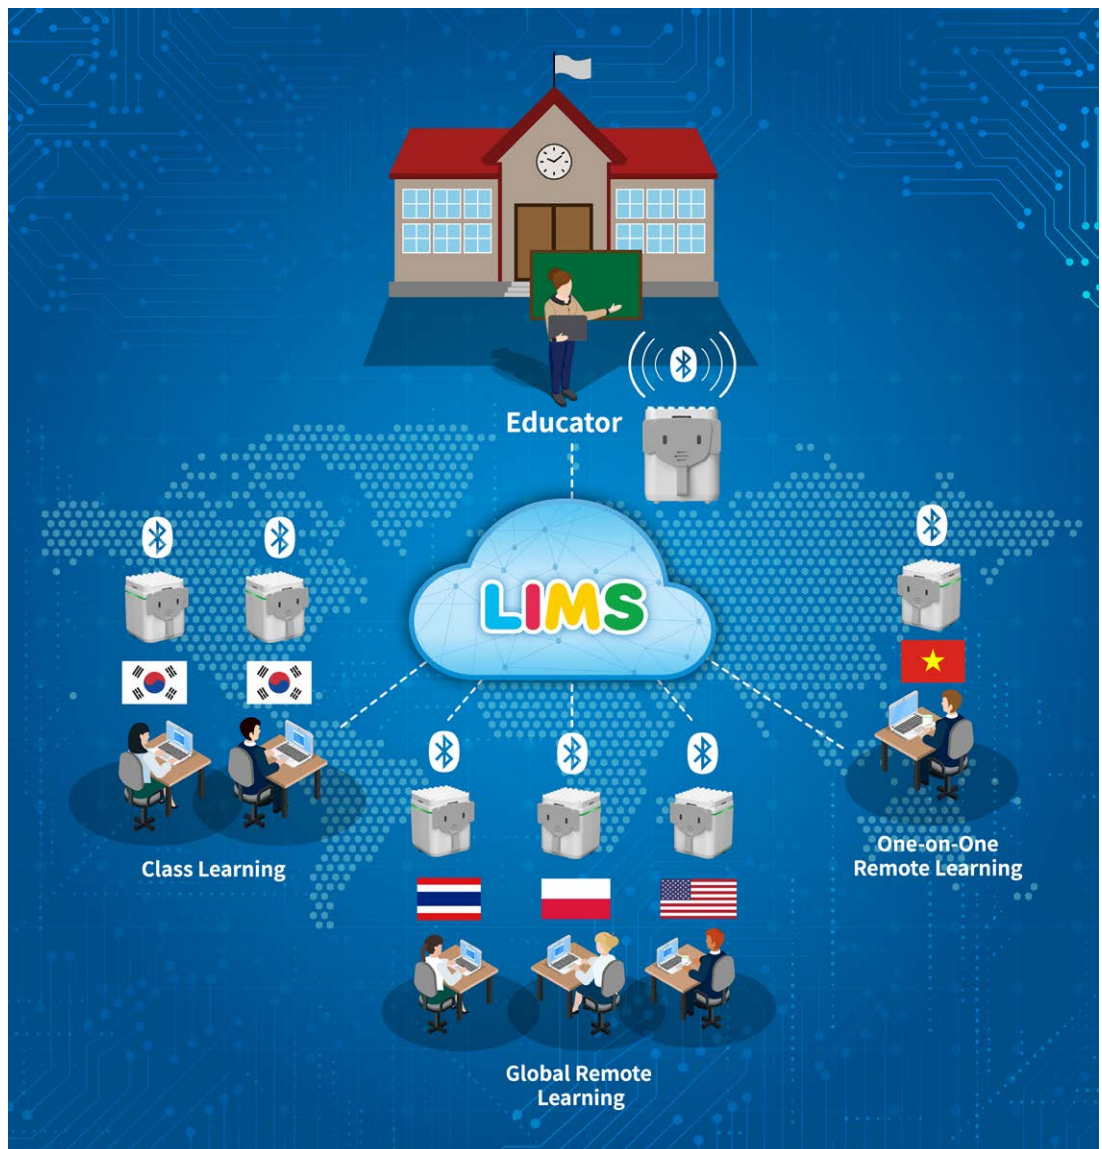 Educator
LIMS
Class Learning
One-on-One
Remote Learning
Global Remote
Learning